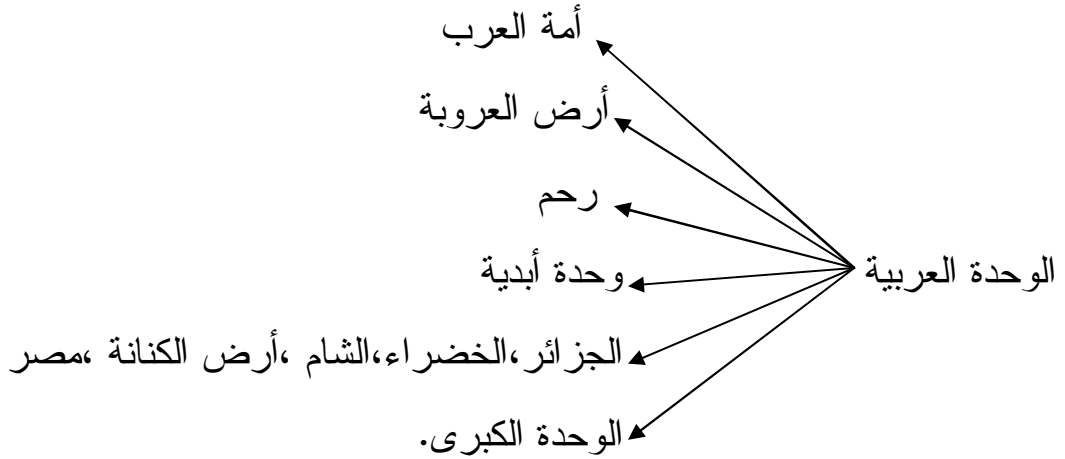 أمة العرب
أرض العروبة
رحم
الوحدة العربية
وحدة أبدية
الجزائر،الخضراء،الشام ،أرض الكنانة ،مصر
الوحدة الكبرى.